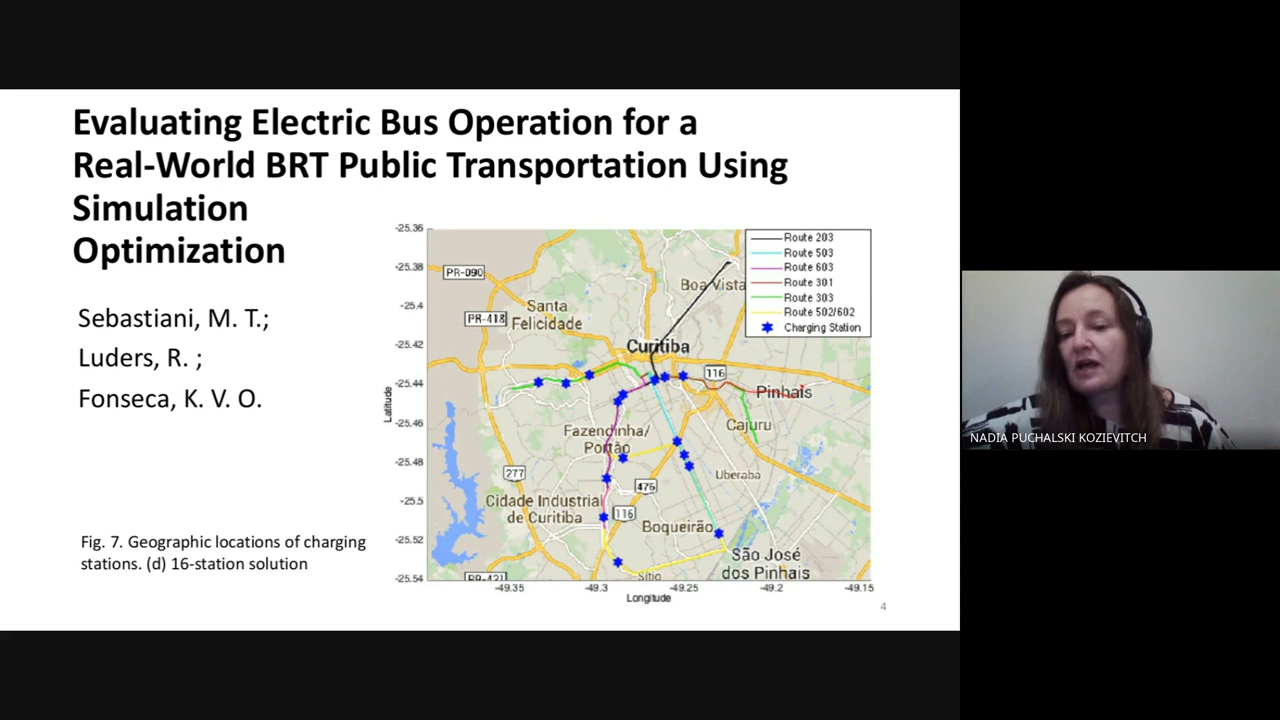 Evaluating Electric Bus Operation for a
Real-World BRT Public Transportation Using
Simulation
Optimization
Sebastiani, M. T.;
Luders, R. ;
Fonseca, K. V. O.
Fig. 7. Geographic locations of charging
stations. (d) 16-station solution
-25.36
-25.38
-25.4
-25.42
-25.44
-25.46
-25.48
-25.5
-25.52
-25.54
Latitude
-49.35
-49.3
-49.25
-49.2
-49.15
Longitude
Route 203
Route 503
Route 603
Route 301
Route 303
Route 502/602
Charging Station
PR-090
Boa Vista
Santa
Felicidade
PR-418
Curitiba
116
Pinhais
Cajuru
Fazendinha/
Portão
277
476
Uberaba
Cidade Industrial
de Curitiba
116
Boqueirão
São José
dos Pinhais
PR-421
Sítio
4
NADIA PUCHALSKI KOZIEVITCH